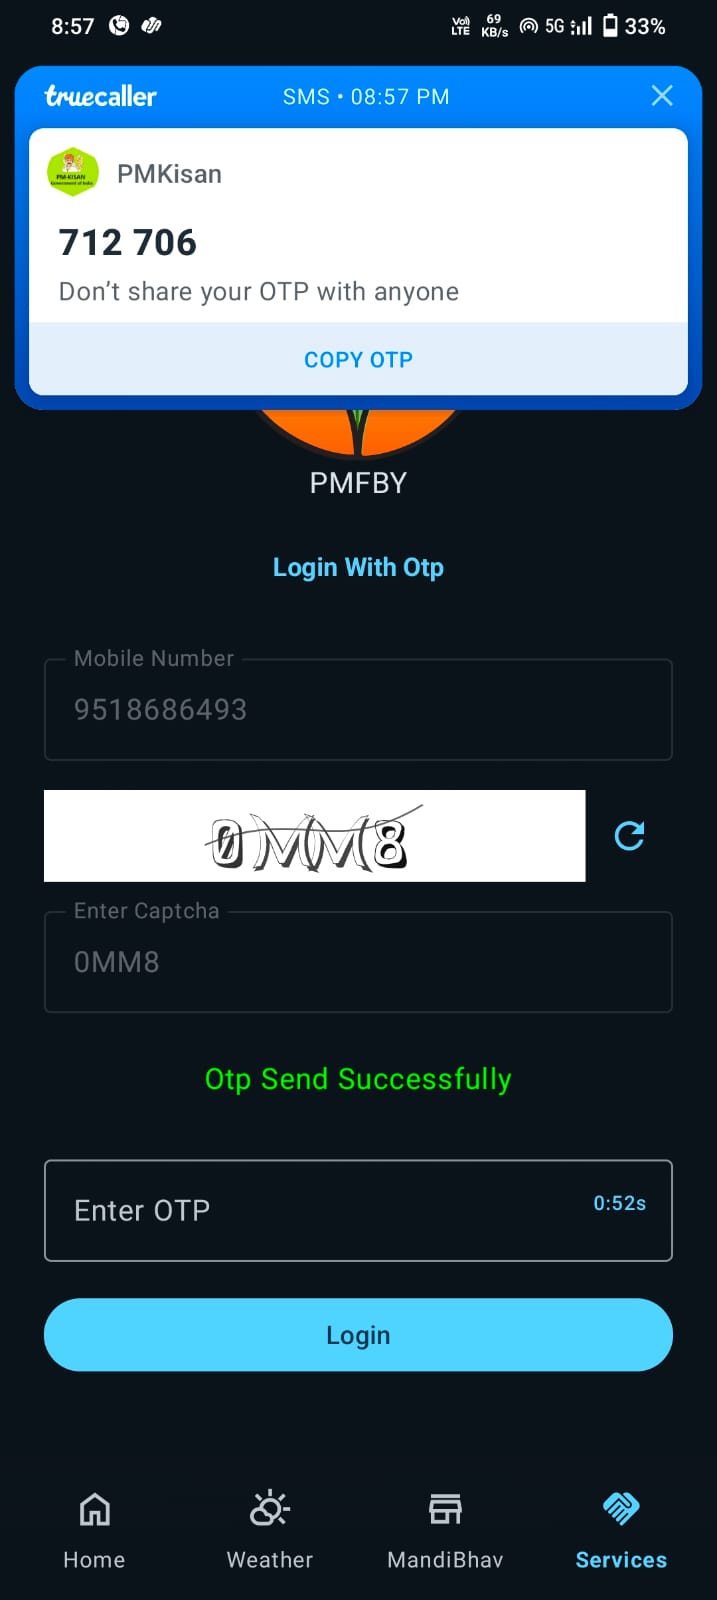 8:57 Vo) LTE 69 KB/s 5G 33%
truecaller SMS • 08:57 PM
PM-KISAN
Government of India
PMKisan
712 706
Don't share your OTP with anyone
COPY OTP
PMFBY
Login With Otp
Mobile Number
9518686493
0MM8
Enter Captcha
0MM8
Otp Send Successfully
Enter OTP 0:52s
Login
Home Weather MandiBhav Services